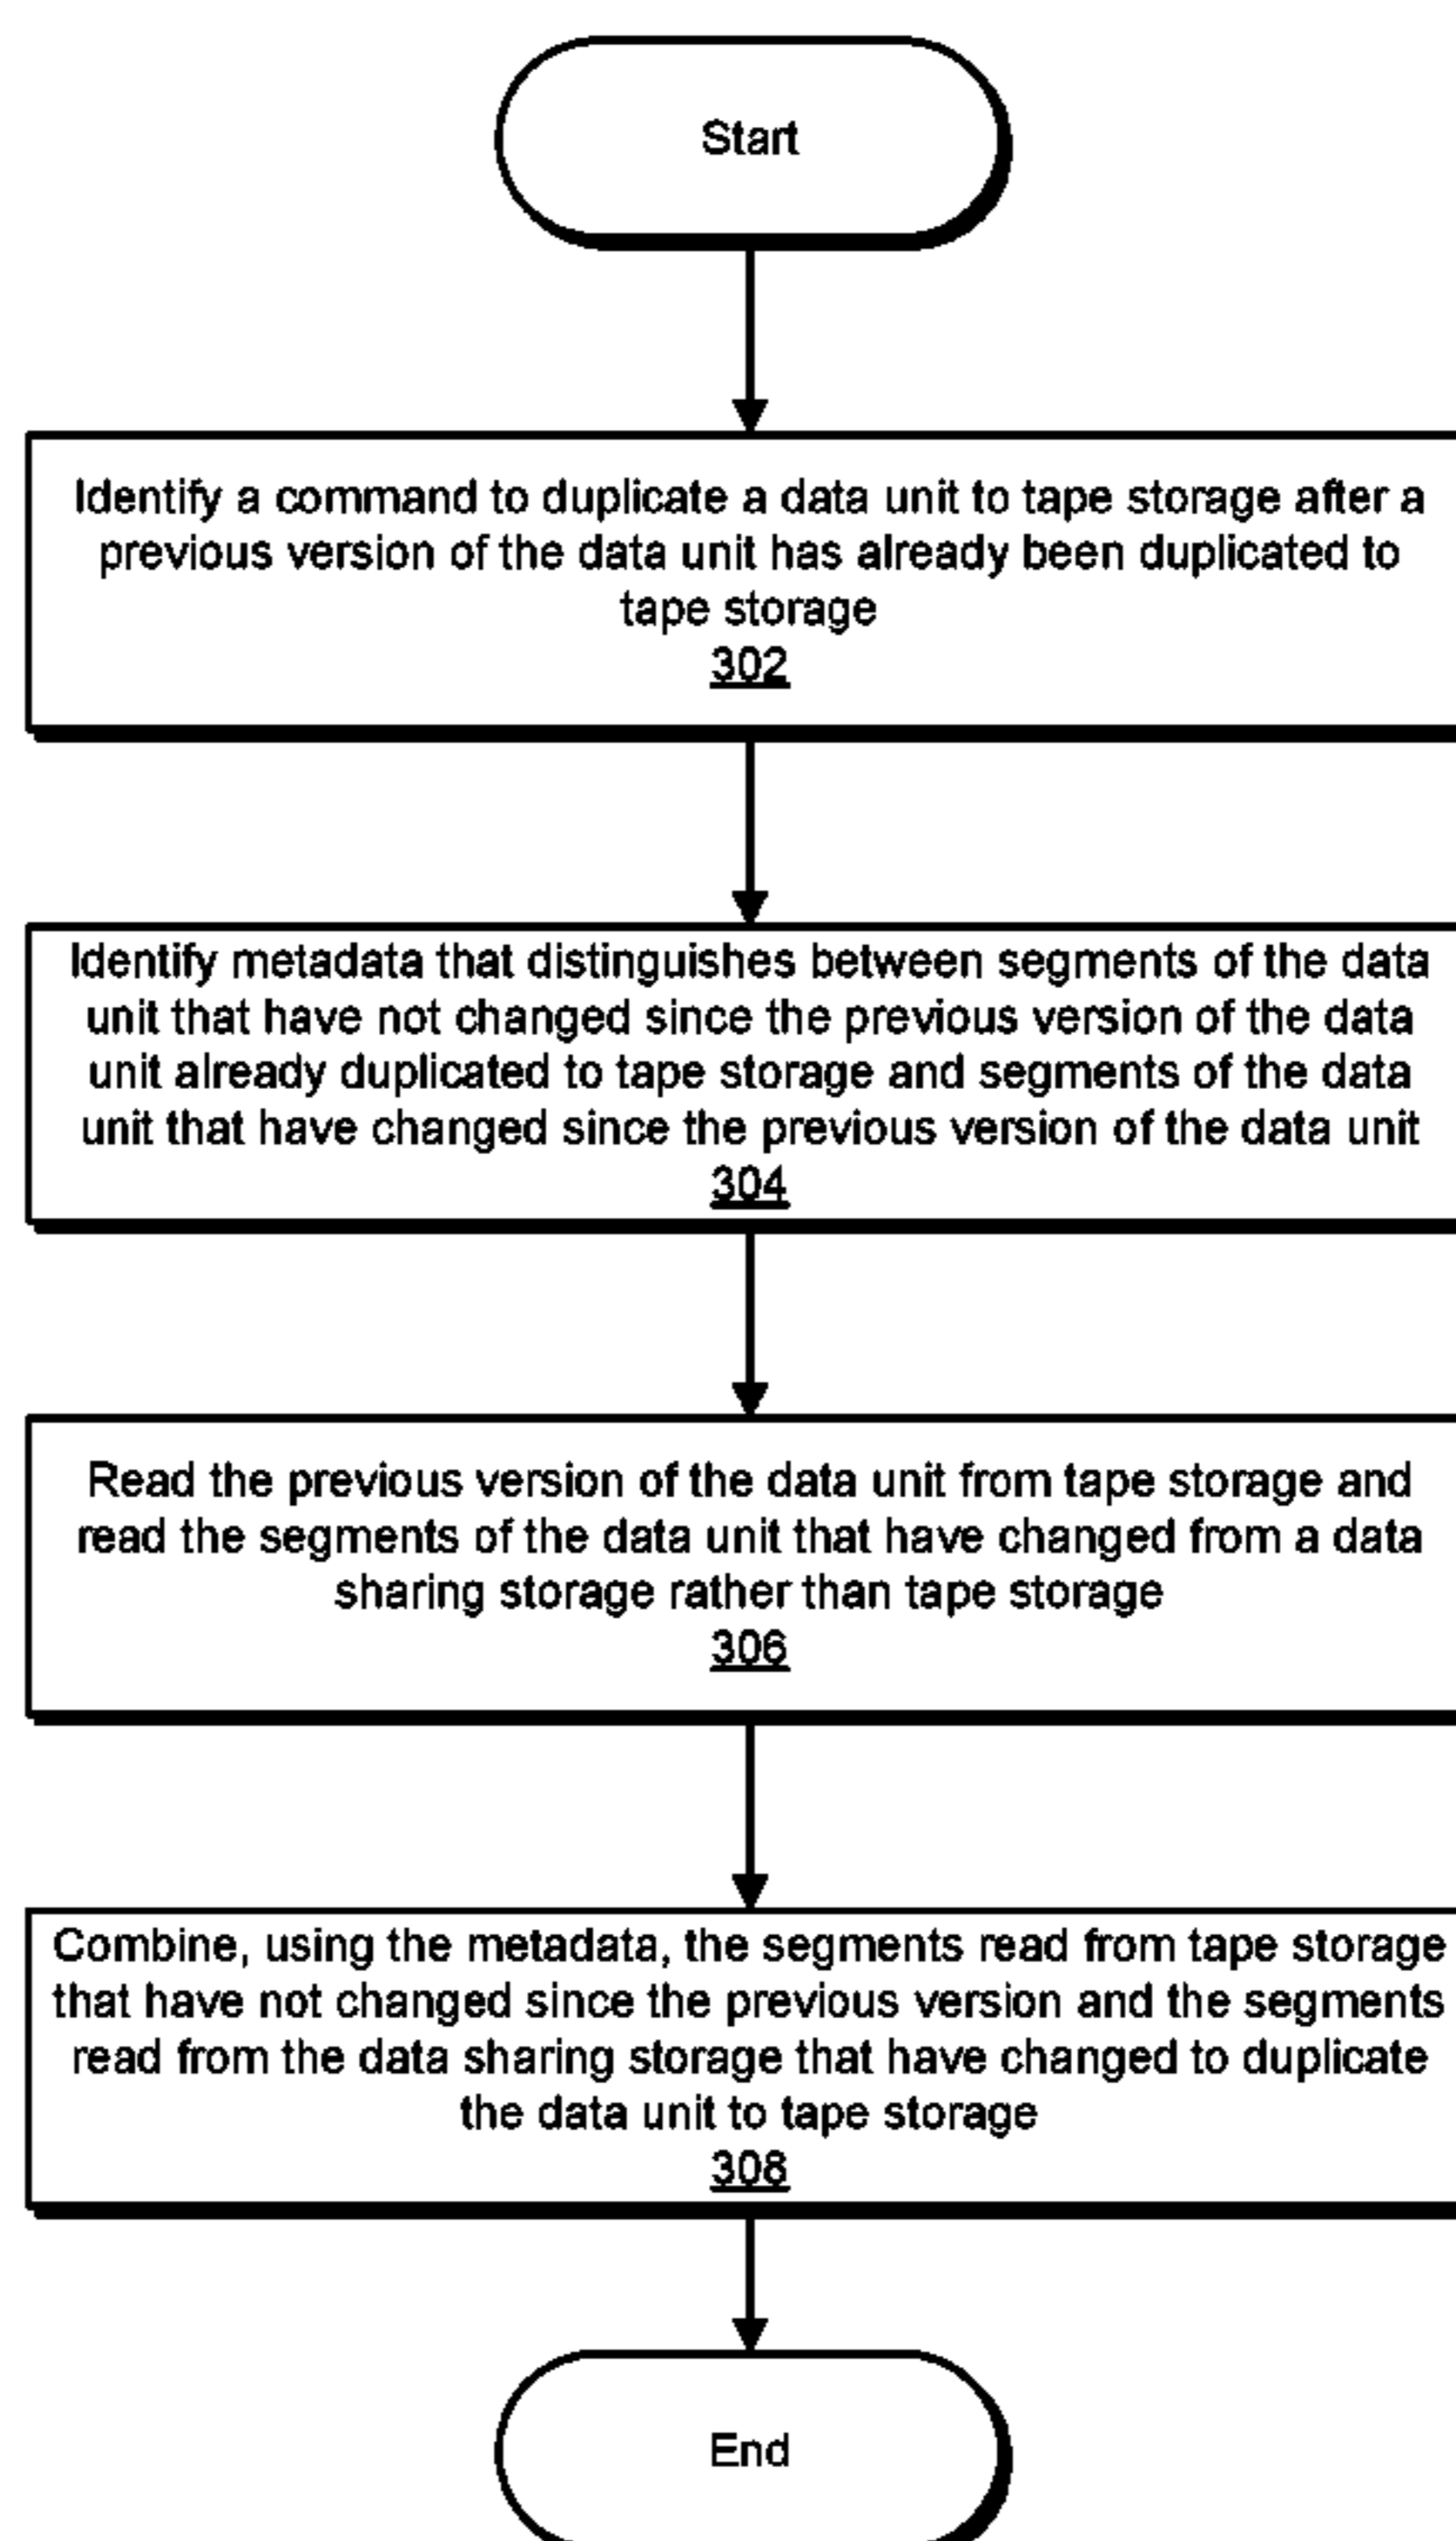 Start
Identify a command to duplicate a data unit to tape storage after a
previous version of the data unit has already been duplicated to
tape storage
302
Identify metadata that distinguishes between segments of the data
unit that have not changed since the previous version of the data
unit already duplicated to tape storage and segments of the data
unit that have changed since the previous version of the data unit
304
Read the previous version of the data unit from tape storage and
read the segments of the data unit that have changed from a data
sharing storage rather than tape storage
306
Combine, using the metadata, the segments read from tape storage
that have not changed since the previous version and the segments
read from the data sharing storage that have changed to duplicate
the data unit to tape storage
308
End